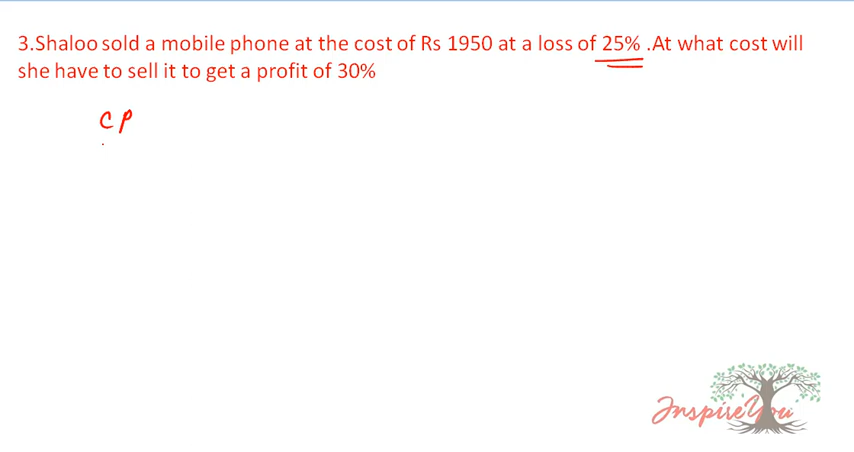 3.Shaloo sold a mobile phone at the cost of Rs 1950 at a loss of 25% .At what cost will
she have to sell it to get a profit of 30%
CP
InspireYou